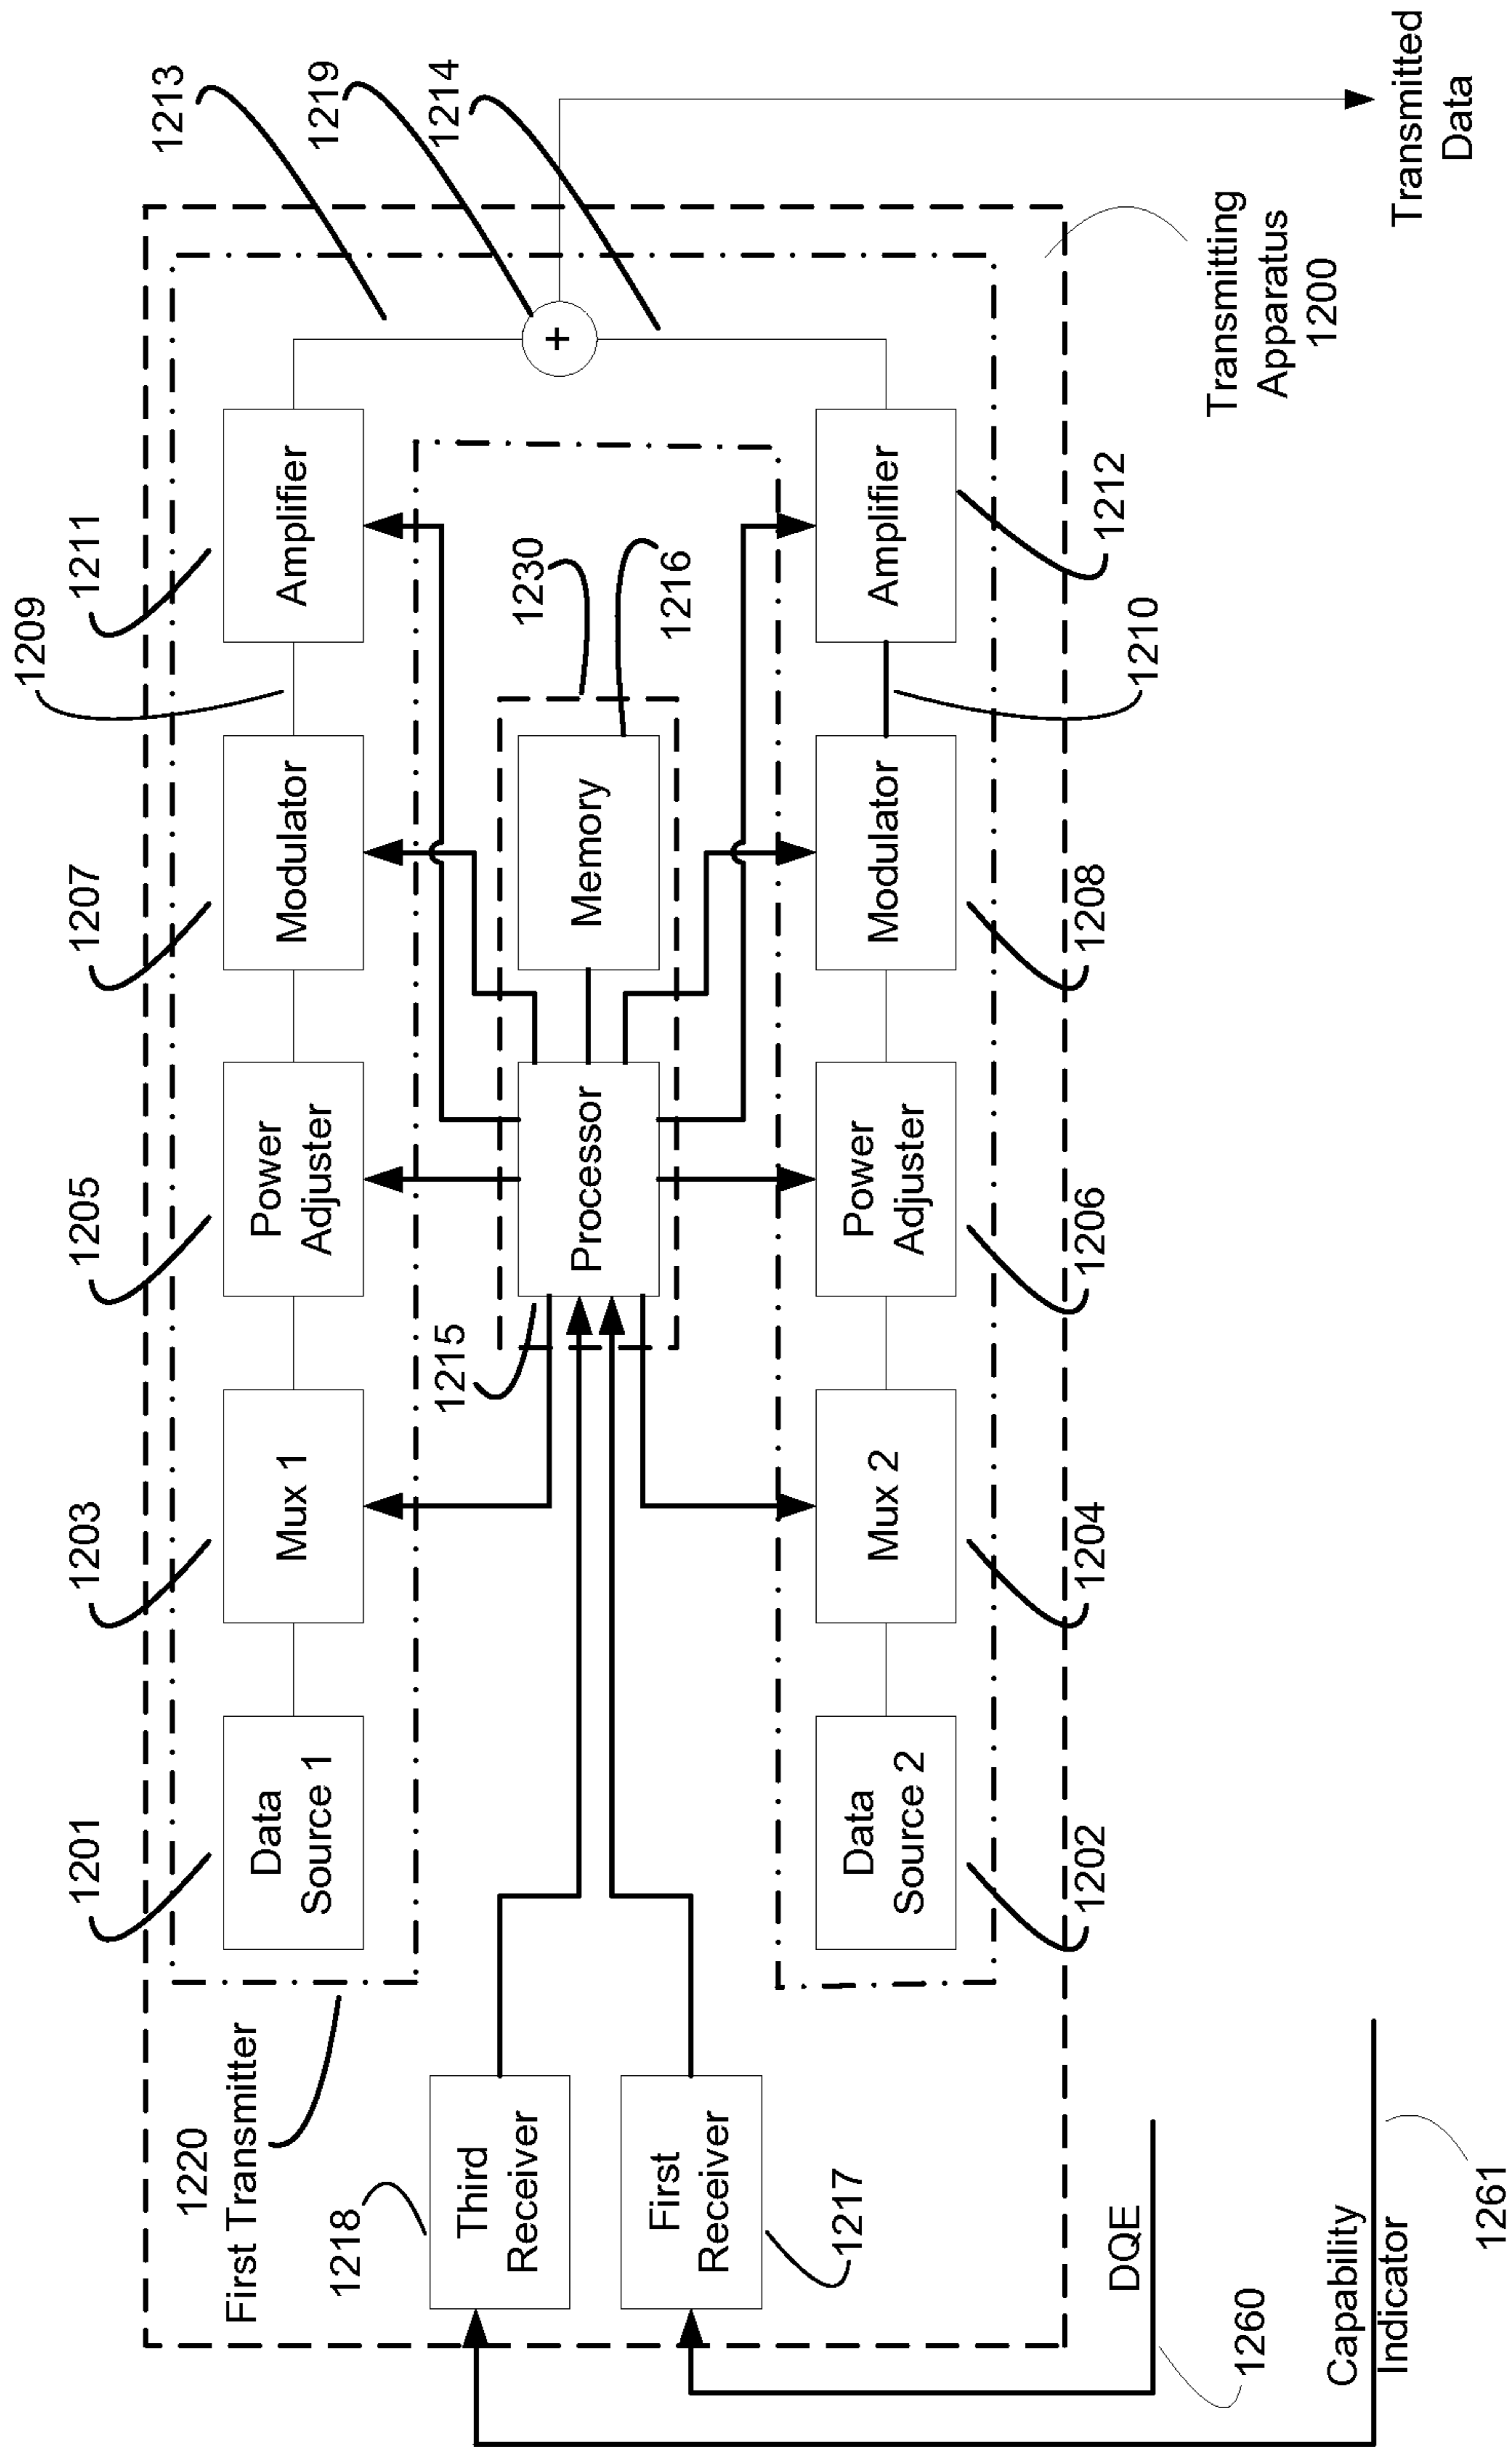 1220
First Transmitter
1201
1203
1205
1207
1209
1211
1213
1219
1214
Data
Source 1
Mux 1
Power
Adjuster
Modulator
Amplifier
+
1218
Third
Receiver
First
Receiver
1217
1215
Processor
Memory
1230
1216
Data
Source 2
Mux 2
Power
Adjuster
Modulator
Amplifier
1202
1204
1206
1208
1210
1212
DQE
1260
Transmitting
Apparatus
1200
Capability
Indicator
1261
Transmitted
Data